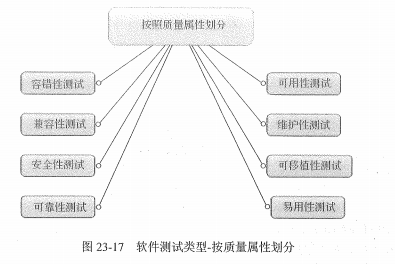 按照质量属性划分
容错性测试
可用性测试
兼容性测试
维护性测试
安全性测试
可移值性测试
可靠性测试
易用性测试
图 23-17 软件测试类型-按质量属性划分